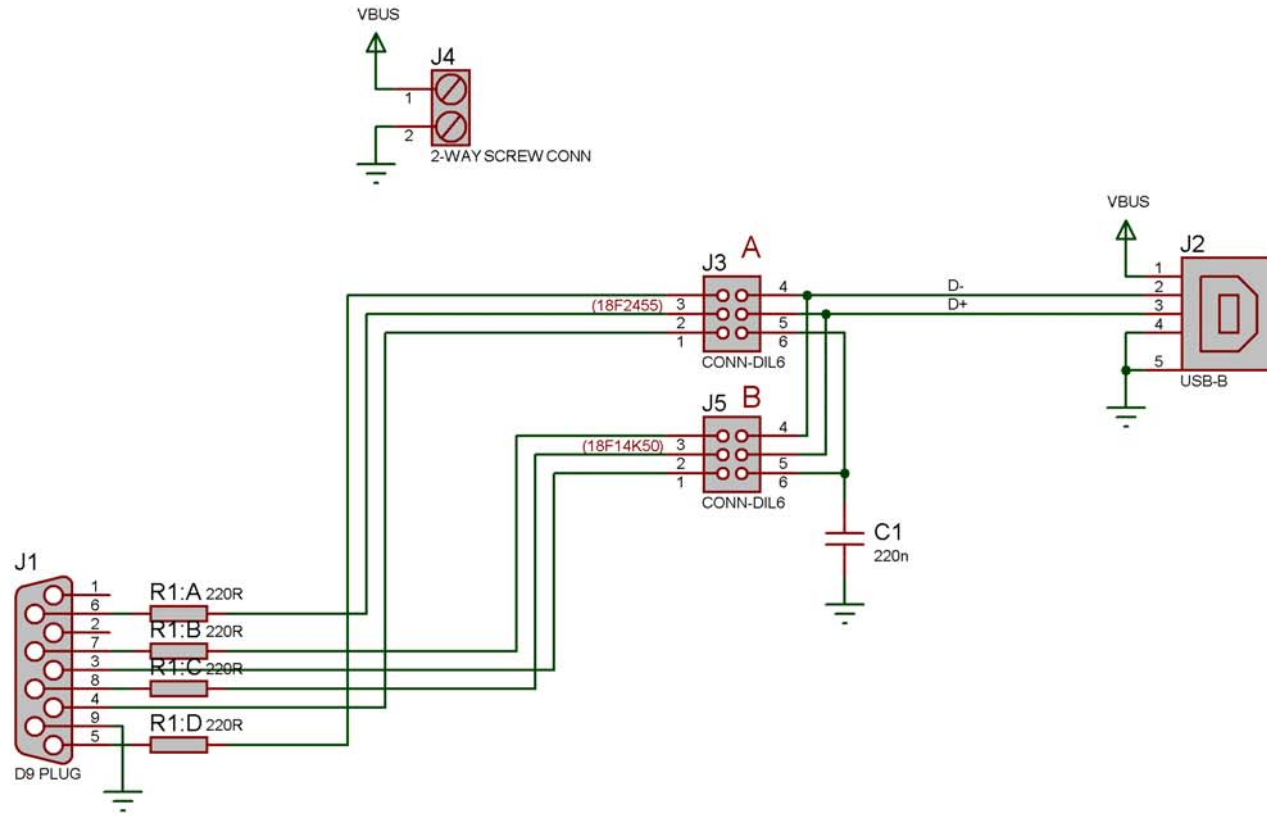 VBUS
J4
1
2
2-WAY SCREW CONN
VBUS
J2
1
2
3
4
5
USB-B
D-
D+
A
J3
(18F2455)
3
2
1
4
5
6
CONN-DIL6
B
J5
(18F14K50)
3
2
1
4
5
6
CONN-DIL6
C1
220n
J1
1
6
2
7
3
8
4
9
5
D9 PLUG
R1:A 220R
R1:B 220R
R1:C 220R
R1:D 220R